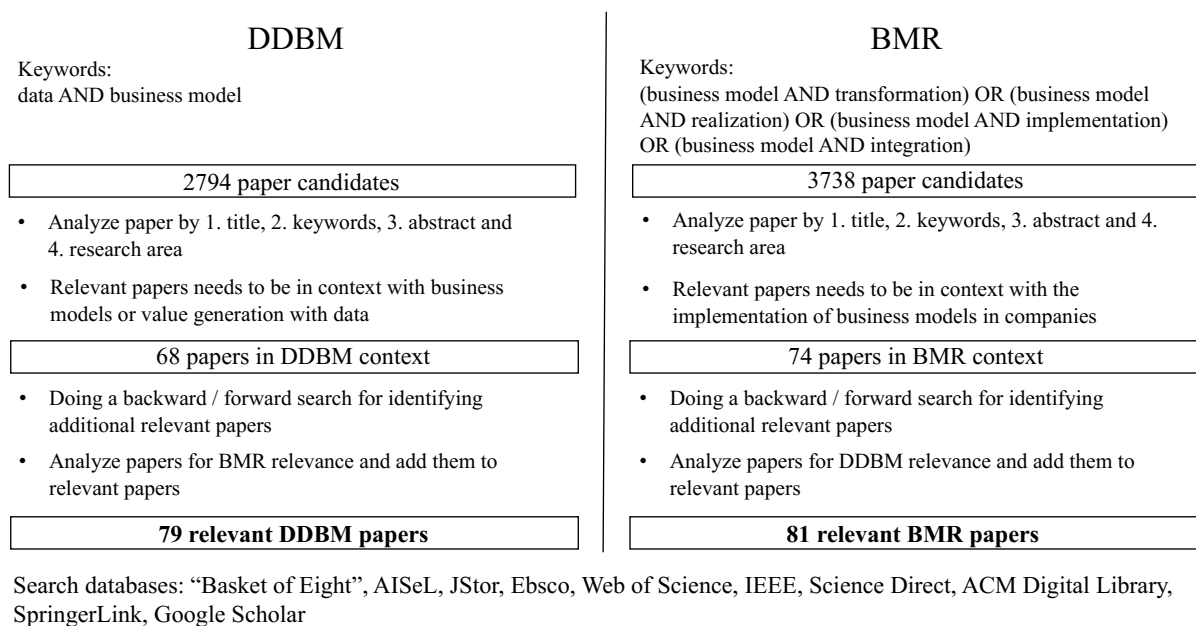 DDBM
Keywords:
data AND business model
2794 paper candidates
• Analyze paper by 1. title, 2. keywords, 3. abstract and
4. research area
• Relevant papers needs to be in context with business
models or value generation with data
68 papers in DDBM context
• Doing a backward / forward search for identifying
additional relevant papers
• Analyze papers for BMR relevance and add them to
relevant papers
79 relevant DDBM papers
BMR
Keywords:
(business model AND transformation) OR (business model
AND realization) OR (business model AND implementation)
OR (business model AND integration)
3738 paper candidates
• Analyze paper by 1. title, 2. keywords, 3. abstract and 4.
research area
• Relevant papers needs to be in context with the
implementation of business models in companies
74 papers in BMR context
• Doing a backward / forward search for identifying
additional relevant papers
• Analyze papers for DDBM relevance and add them to
relevant papers
81 relevant BMR papers
Search databases: “Basket of Eight”, AISeL, JStor, Ebsco, Web of Science, IEEE, Science Direct, ACM Digital Library,
SpringerLink, Google Scholar